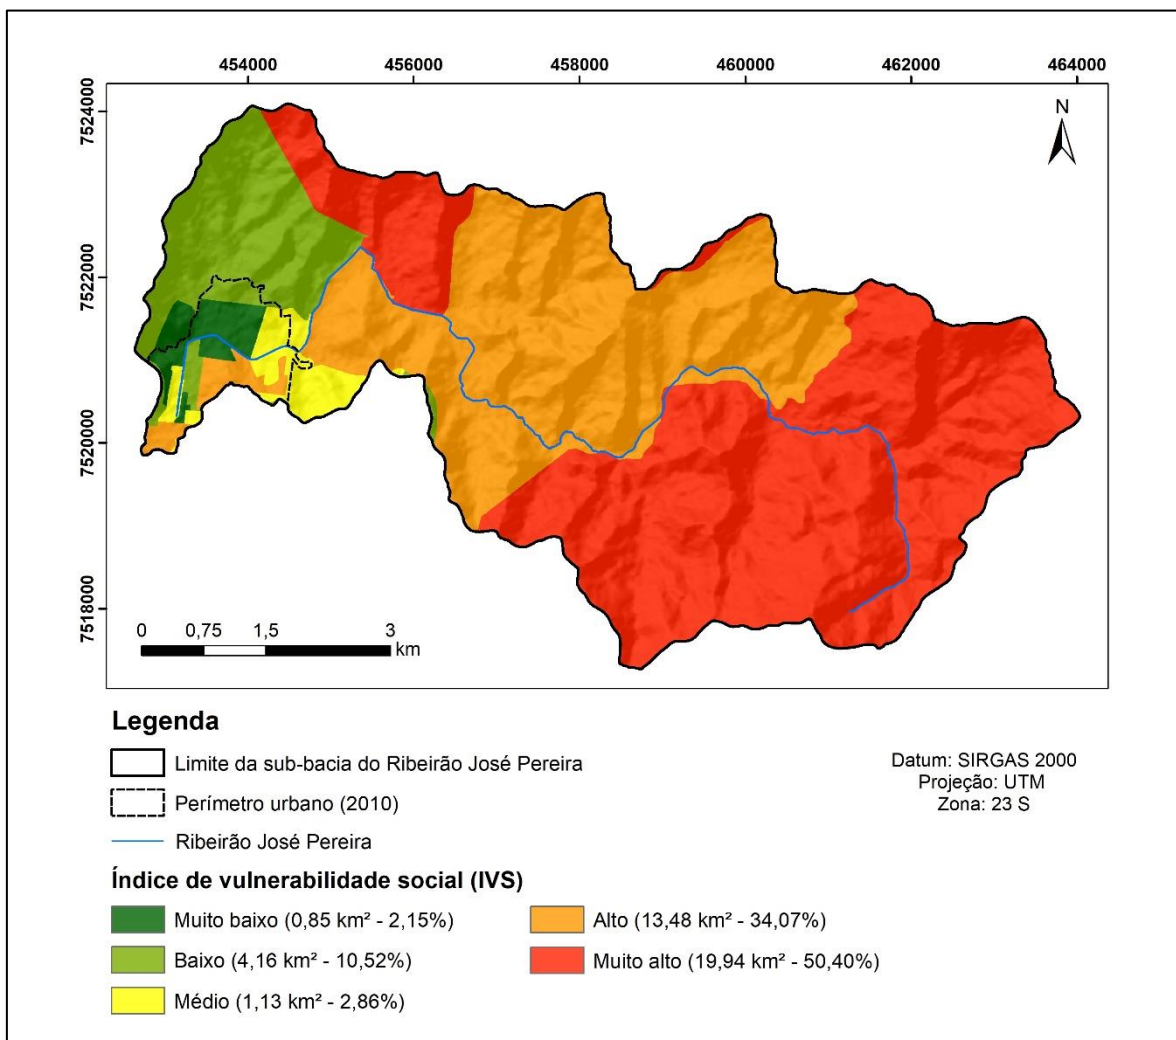 454000 456000 458000 460000 462000 464000
7524000
7522000
7520000
7518000
N
0 0,75 1,5 3
km
Legenda
Limite da sub-bacia do Ribeirão José Pereira
Perímetro urbano (2010)
Ribeirão José Pereira
Datum: SIRGAS 2000
Projeção: UTM
Zona: 23 S
Índice de vulnerabilidade social (IVS)
Muito baixo (0,85 km² - 2,15%)
Baixo (4,16 km² - 10,52%)
Médio (1,13 km² - 2,86%)
Alto (13,48 km² - 34,07%)
Muito alto (19,94 km² - 50,40%)